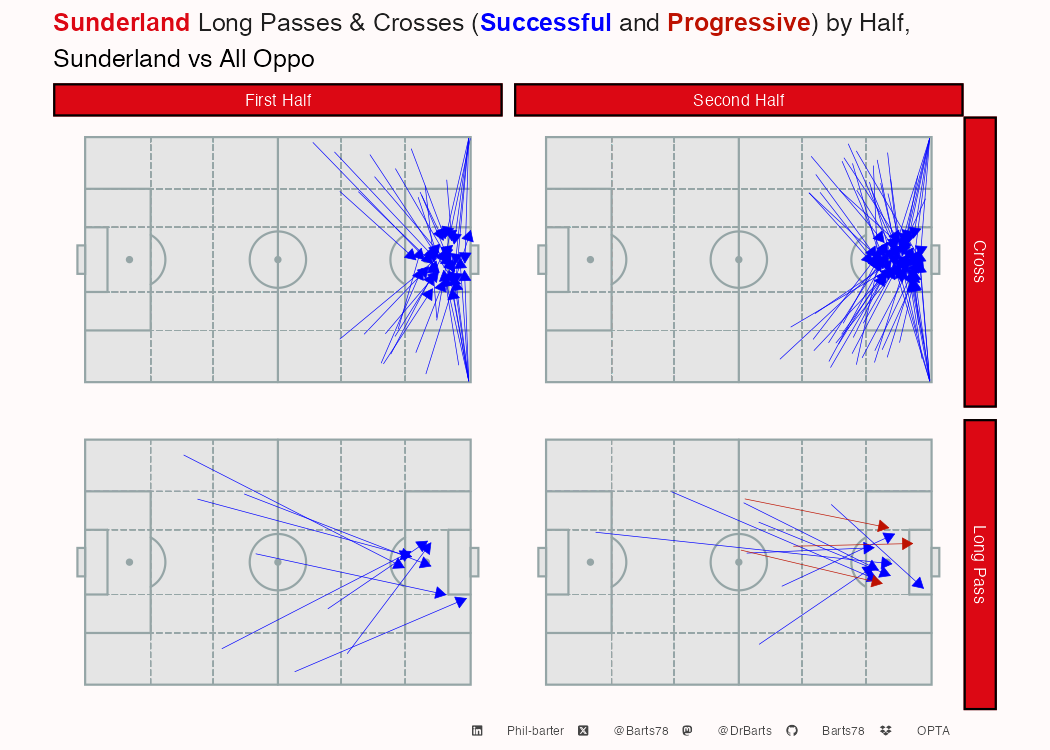 Sunderland Long Passes & Crosses (Successful and Progressive) by Half,
Sunderland vs All Oppo
First Half
Second Half
Cross
Long Pass
Phil-barter @Barts78 @DrBarts Barts78 OPTA